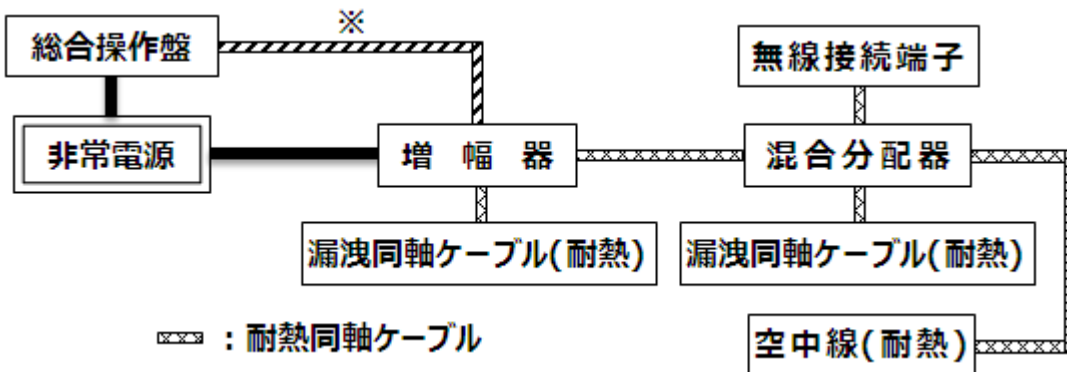 ※
総合操作盤
無線接続端子
非常電源
増幅器
混合分配器
漏洩同軸ケーブル(耐熱)
漏洩同軸ケーブル(耐熱)
:耐熱同軸ケーブル
空中線(耐熱)